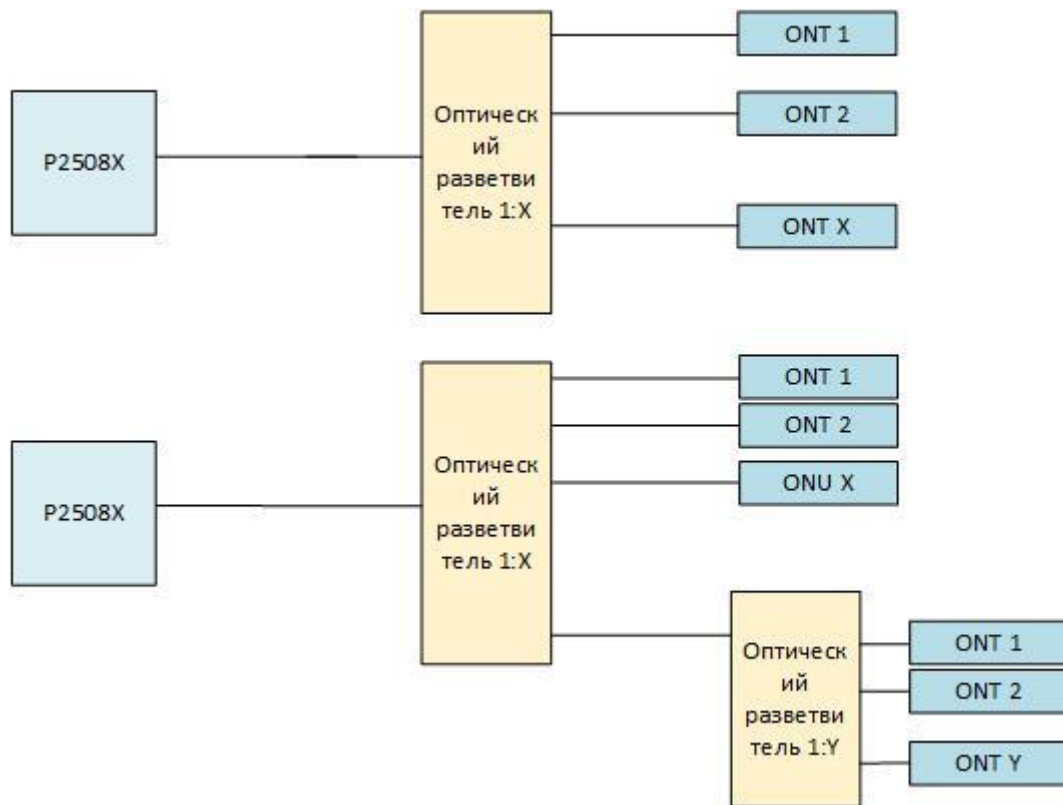 P2508X
Оптическ
ий
разветви
тель 1:X
ONT 1
ONT 2
ONT X
P2508X
Оптическ
ий
разветви
тель 1:X
ONT 1
ONT 2
ONU X
Оптическ
ий
разветви
тель 1:Y
ONT 1
ONT 2
ONT Y